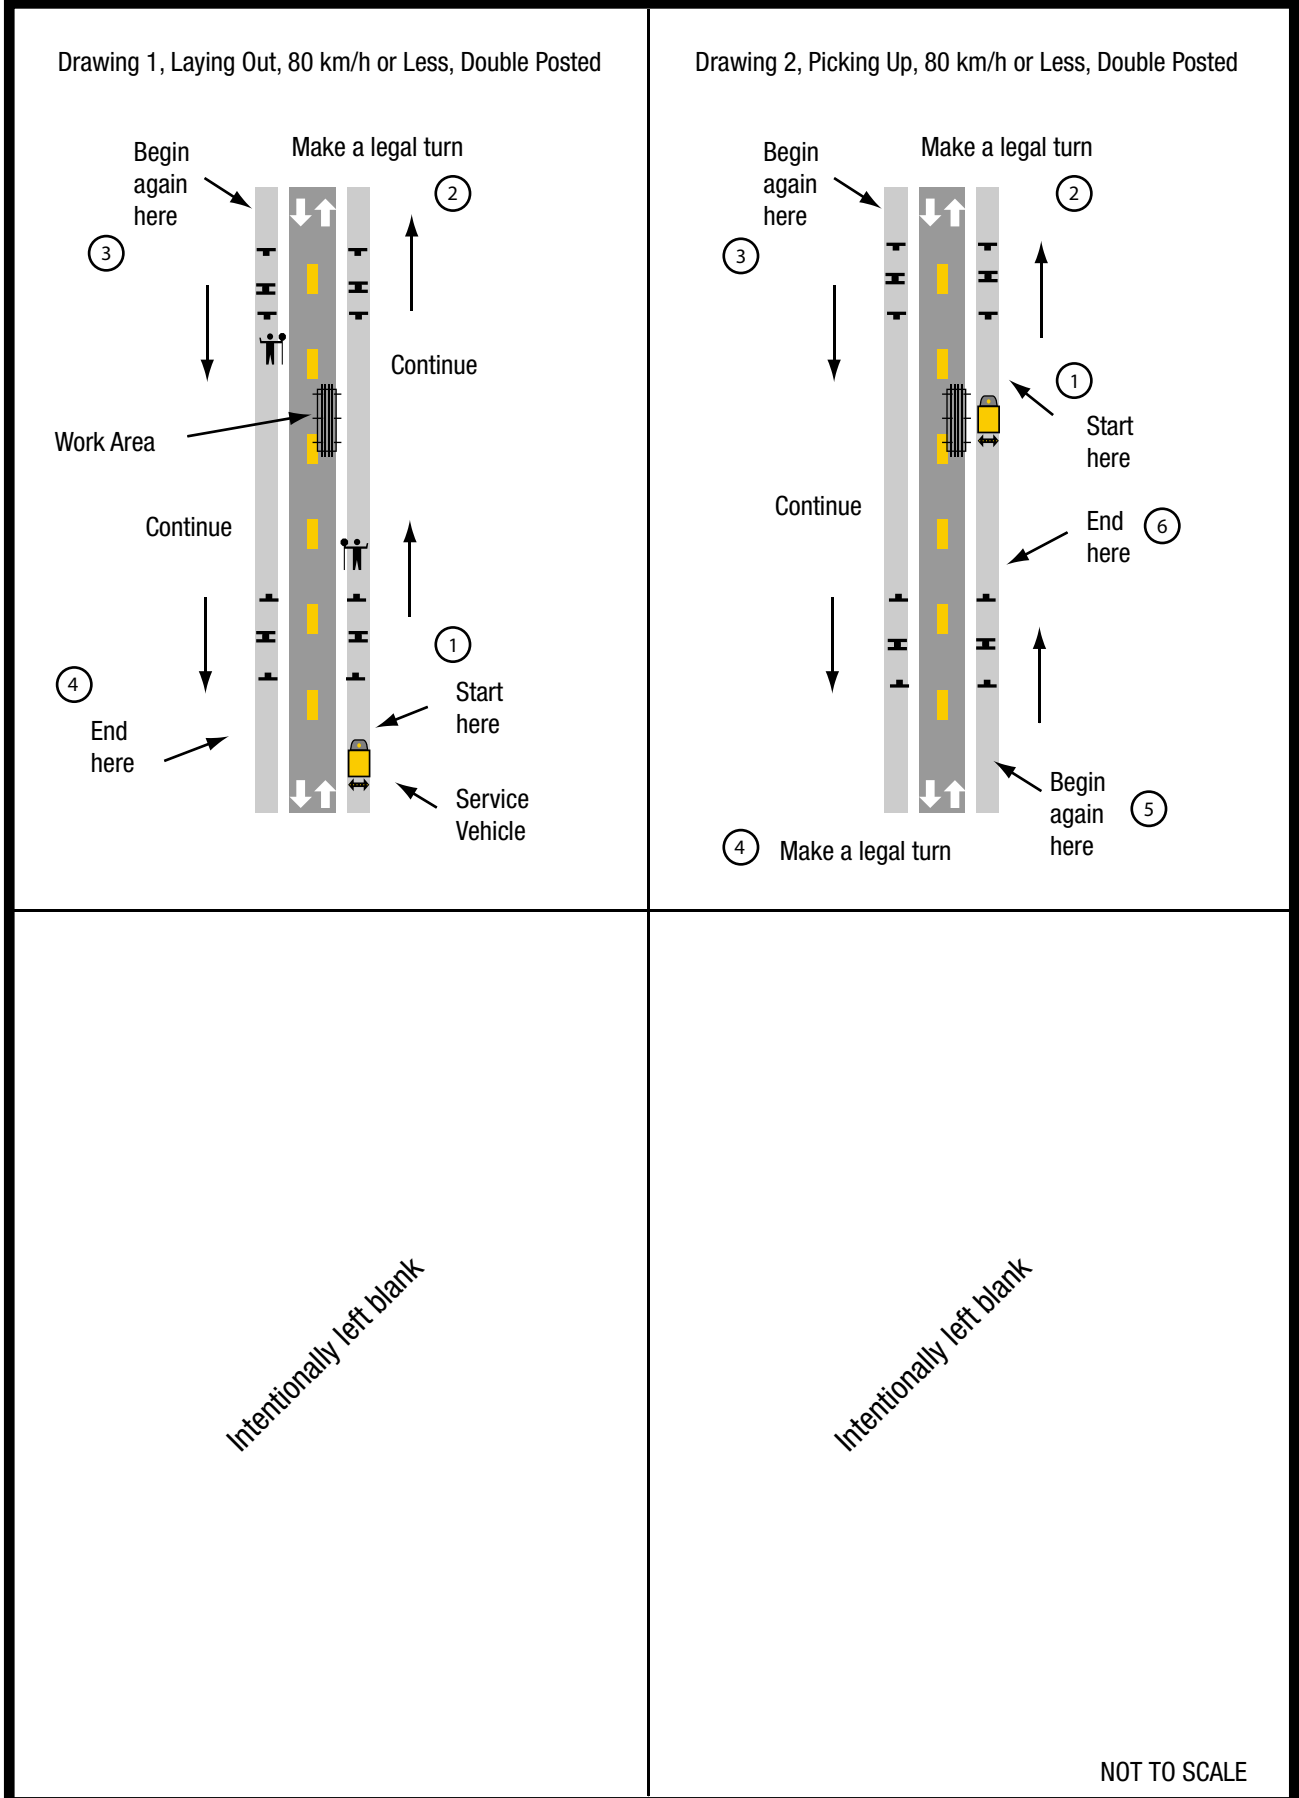 Drawing 1, Laying Out, 80 km/h or Less, Double Posted
Begin
again
here
Make a legal turn
2
3
Continue
Work Area
Continue
1
4
Start
here
End
here
Service
Vehicle
Drawing 2, Picking Up, 80 km/h or Less, Double Posted
Begin
again
here
Make a legal turn
2
3
1
Start
here
Continue
End
here
6
Begin
again
here
5
4
Make a legal turn
Intentionally left blank
Intentionally left blank
NOT TO SCALE